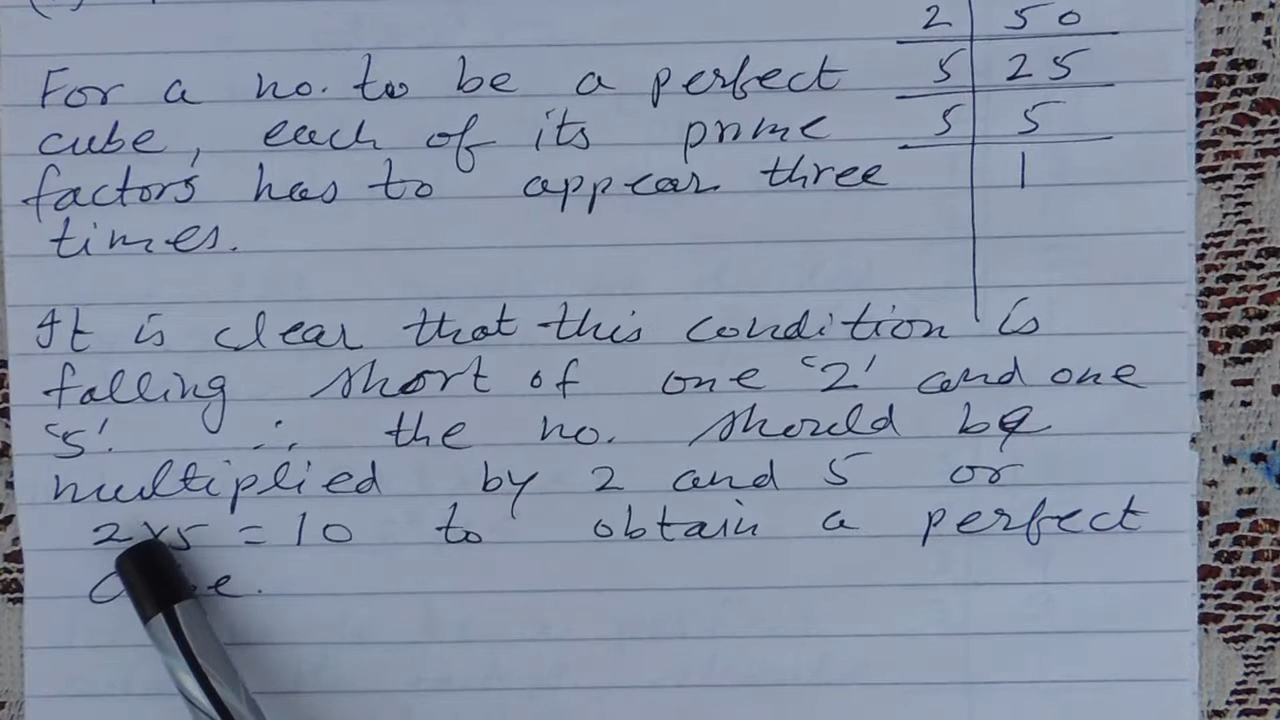 2 | 50
5 | 25
5 | 5
1
For a no. to be a perfect
cube, each of its prime
factors has to appear three
times.
It is clear that this condition is
falling short of one '2' and one
'5'. ∴ the no. should be
multiplied by 2 and 5 or
2x5 = 10 to obtain a perfect